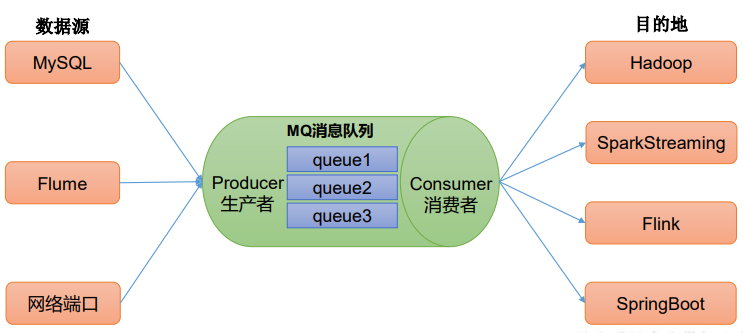 数据源
MySQL
Flume
网络端口
MQ消息队列
Producer
生产者
queue1
queue2
queue3
Consumer
消费者
目的地
Hadoop
SparkStreaming
Flink
SpringBoot